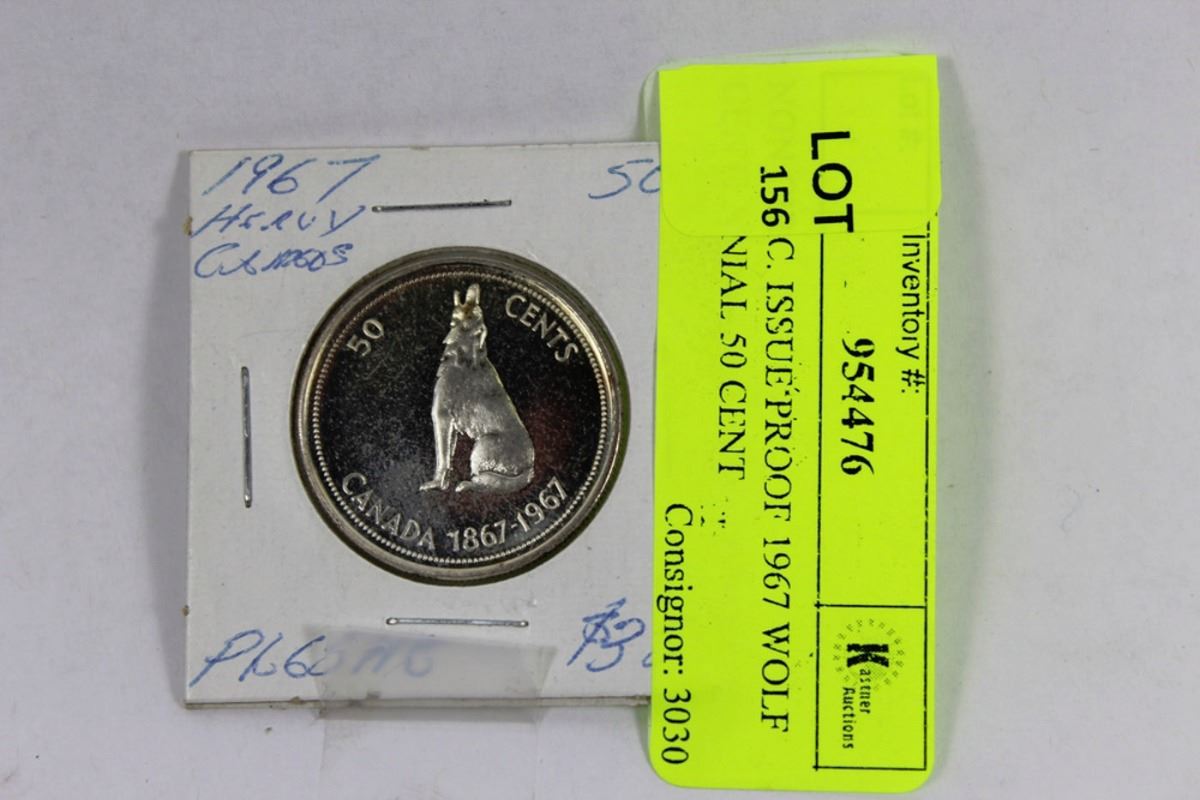 1967
50
HEAVY
CAMEOS
50 CENTS
CANADA 1867-1967
LOT
156 C. ISSUE PROOF 1967 WOLF
NIAL 50 CENT
Inventory #:
954476
Kastner
Auctions
Consignor: 3030